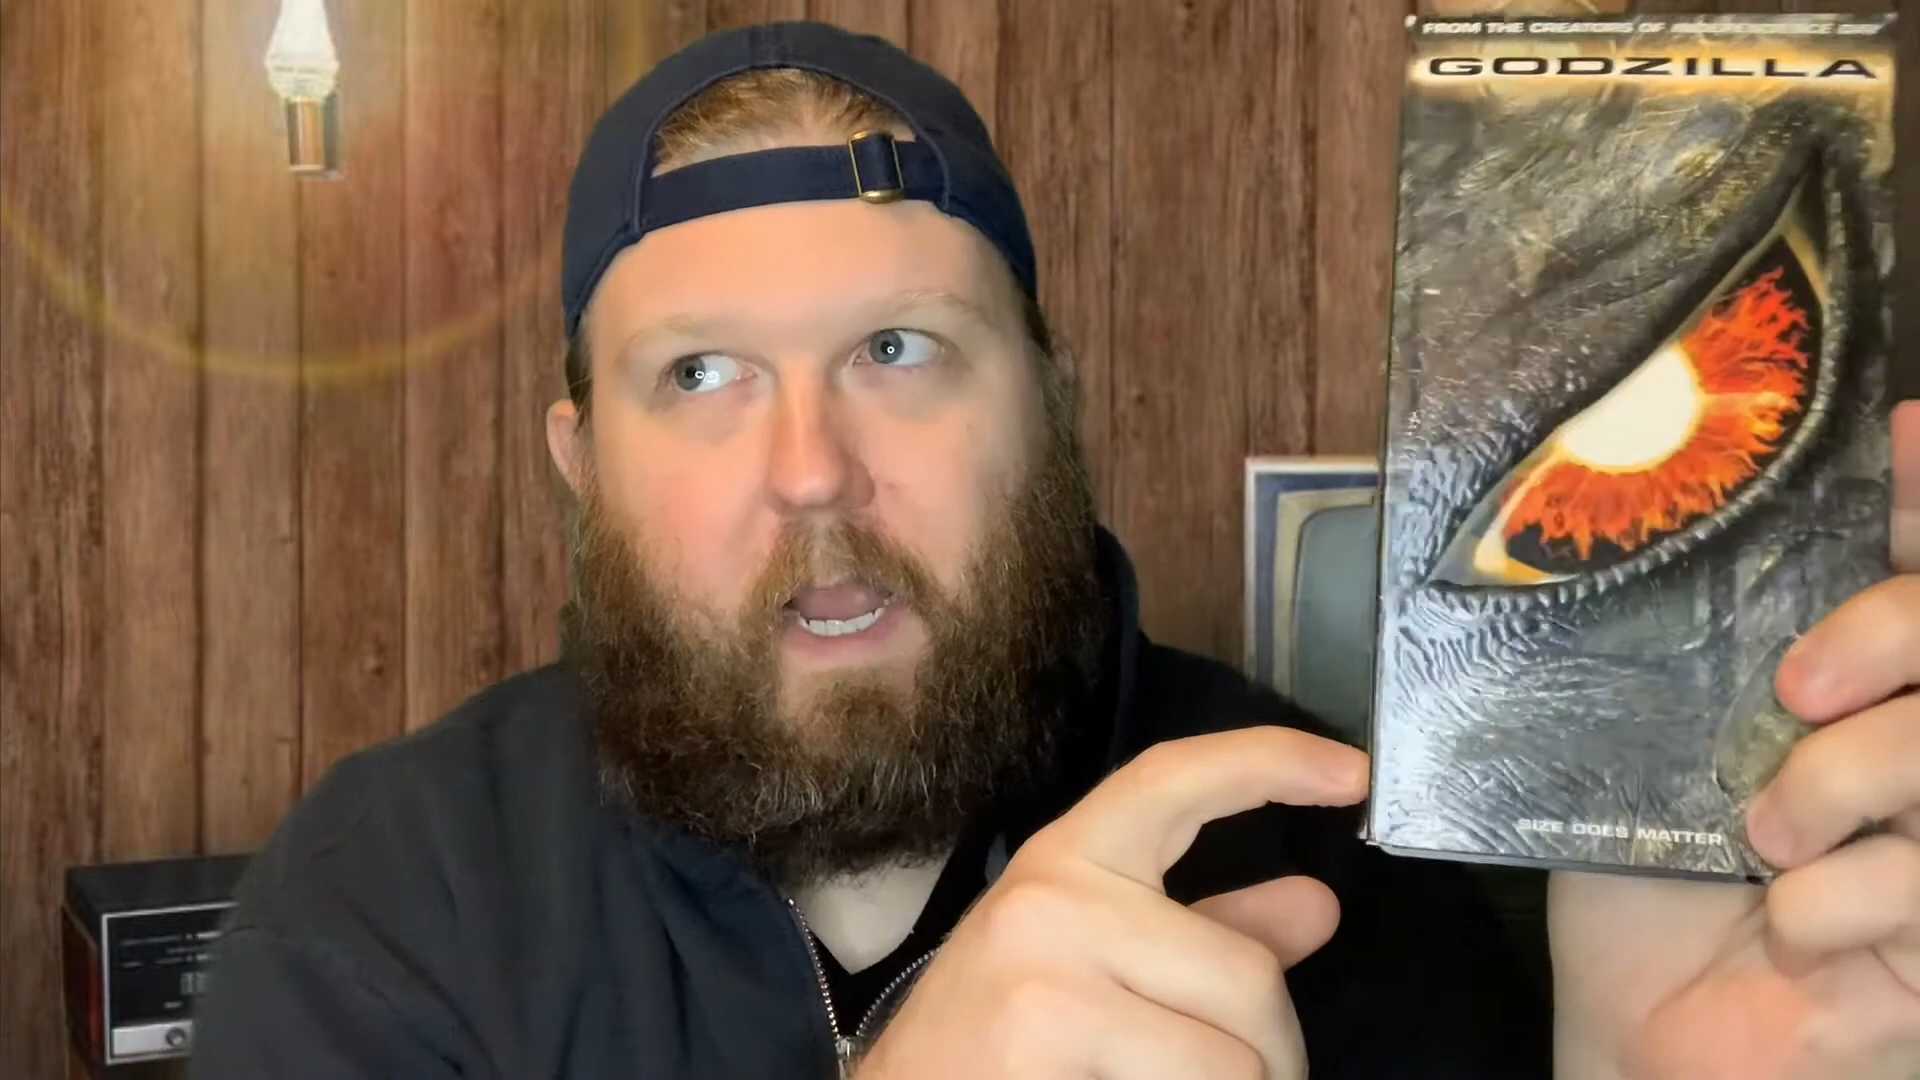 FROM THE CREATORS OF INDEPENDENCE DAY
GODZILLA
SIZE DOES MATTER